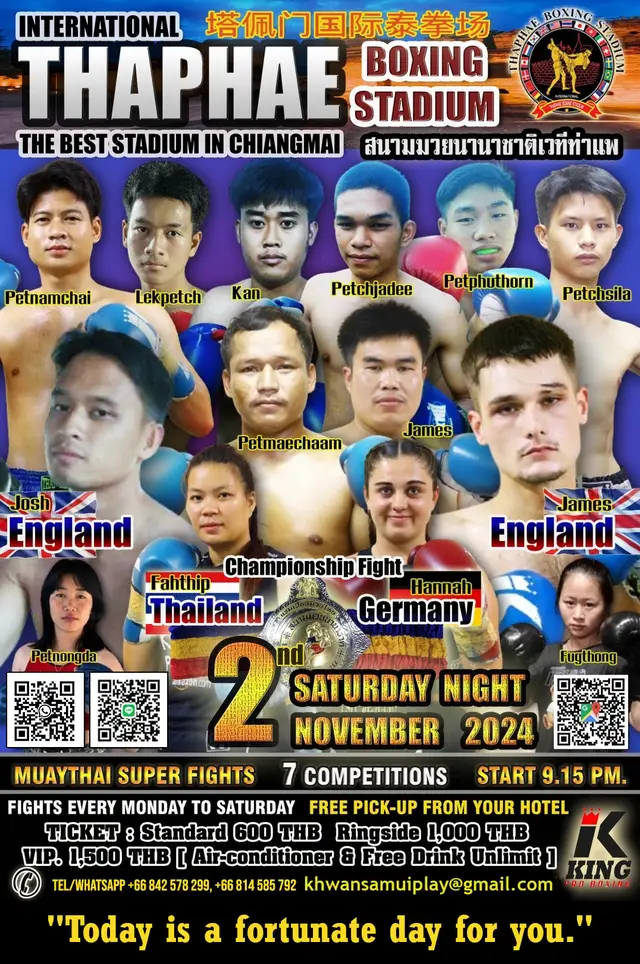 INTERNATIONAL
塔佩门国际泰拳场
THAPHAE
BOXING
STADIUM
THAPHAE BOXING STADIUM
THE BEST STADIUM IN CHIANGMAI
สนามมวยนานาชาติเวทีท่าแพ
Petnamchai
Lekpetch
Kan
Petchjadee
Petphuthorn
Petchsila
Petmaechaam
James
Josh
England
James
England
Championship Fight
Fahthip
Thailand
Hannah
Germany
Petnongda
Fugthong
2nd
SATURDAY NIGHT
NOVEMBER 2024
MUAYTHAI SUPER FIGHTS 7 COMPETITIONS START 9.15 PM.
FIGHTS EVERY MONDAY TO SATURDAY FREE PICK-UP FROM YOUR HOTEL
TICKET : Standard 600 THB Ringside 1,000 THB
VIP. 1,500 THB [ Air-conditioner & Free Drink Unlimit ]
K
KING
PRO BOXING
TEL/WHATSAPP +66 842 578 299, +66 814 585 792 khwansamuiplay@gmail.com
"Today is a fortunate day for you."